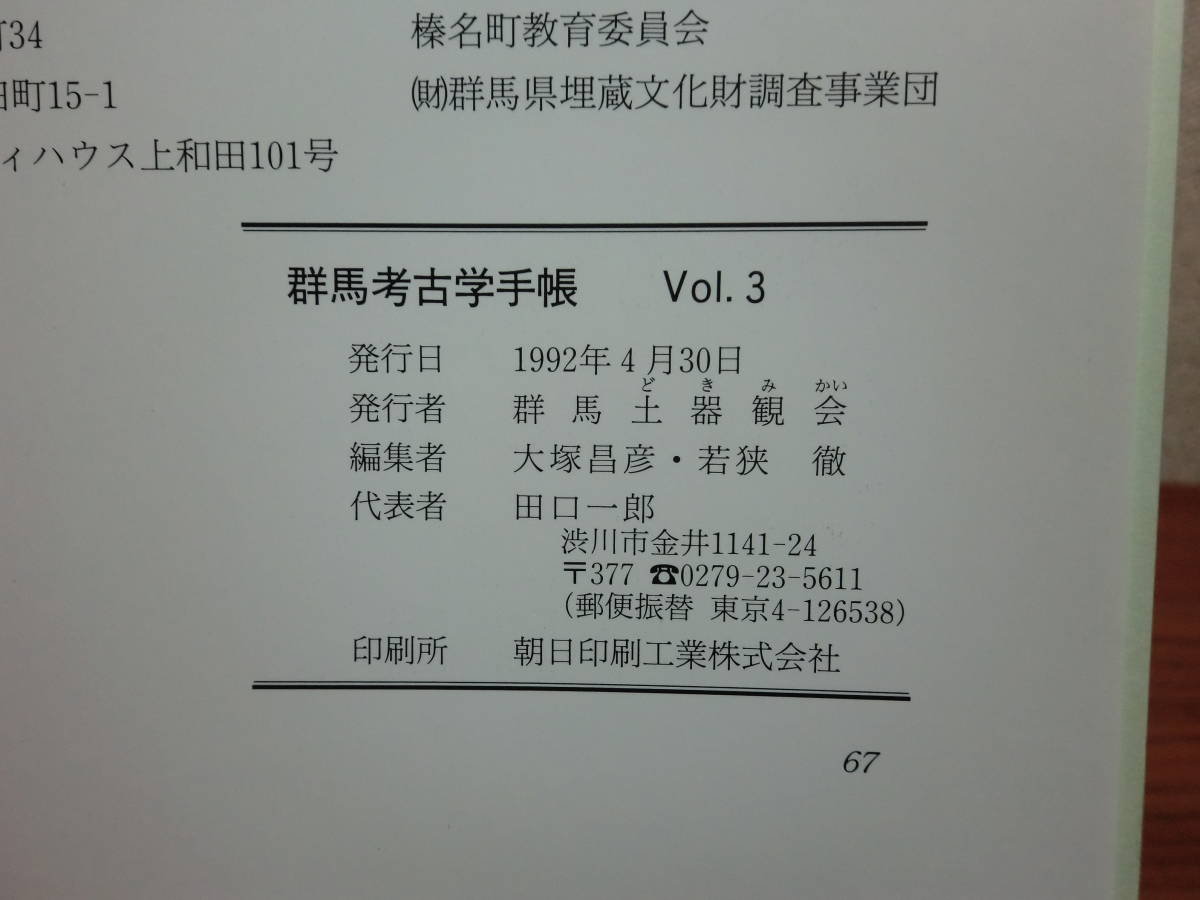 町34
田町15-1
ィハウス上和田101号
榛名町教育委員会
㈶群馬県埋蔵文化財調査事業団
群馬考古学手帳 Vol. 3
発行日 1992年4月30日
発行者 群馬土器観会
どきみかい
編集者 大塚昌彦・若狭 徹
代表者 田口一郎
渋川市金井1141-24
〒377 ☎0279-23-5611
(郵便振替 東京4-126538)
印刷所 朝日印刷工業株式会社
67